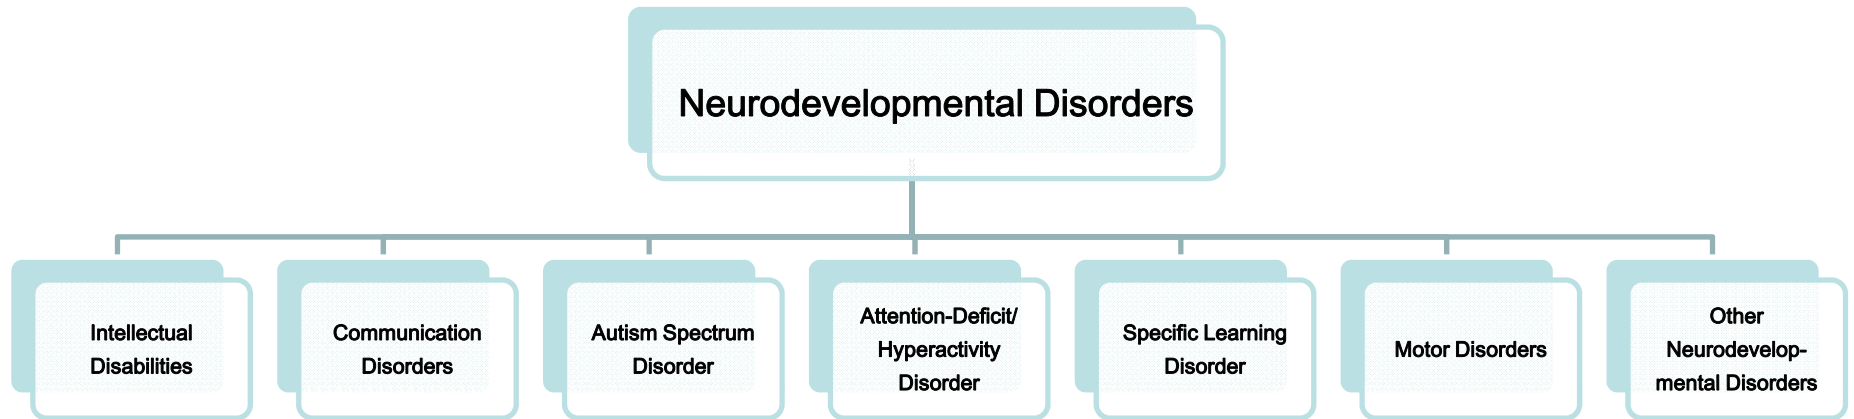 Neurodevelopmental Disorders
Intellectual
Disabilities
Communication
Disorders
Autism Spectrum
Disorder
Attention-Deficit/
Hyperactivity
Disorder
Specific Learning
Disorder
Motor Disorders
Other
Neurodevelop-
mental Disorders